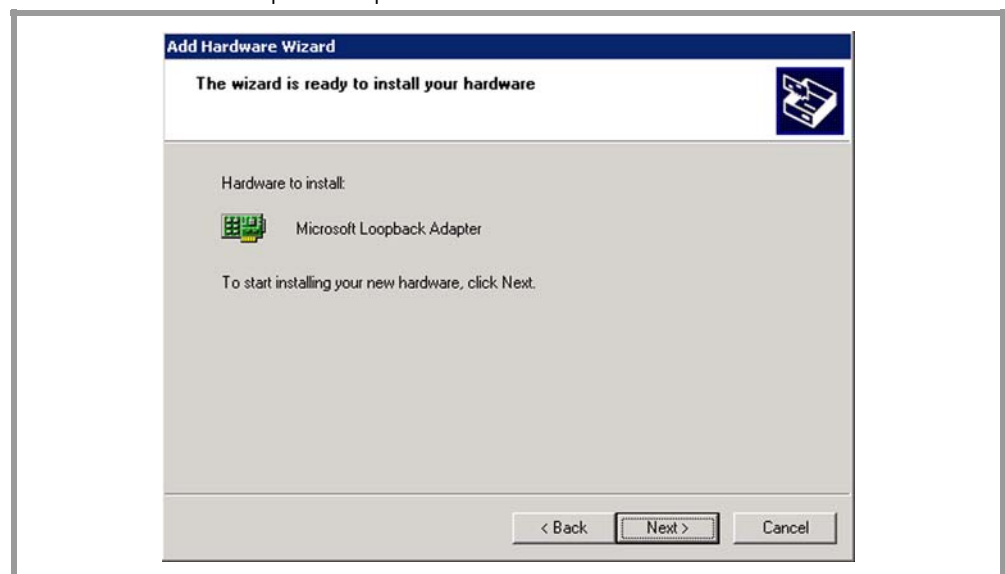 Add Hardware Wizard
The wizard is ready to install your hardware
Hardware to install:
Microsoft Loopback Adapter
To start installing your new hardware, click Next.
< Back Next > Cancel